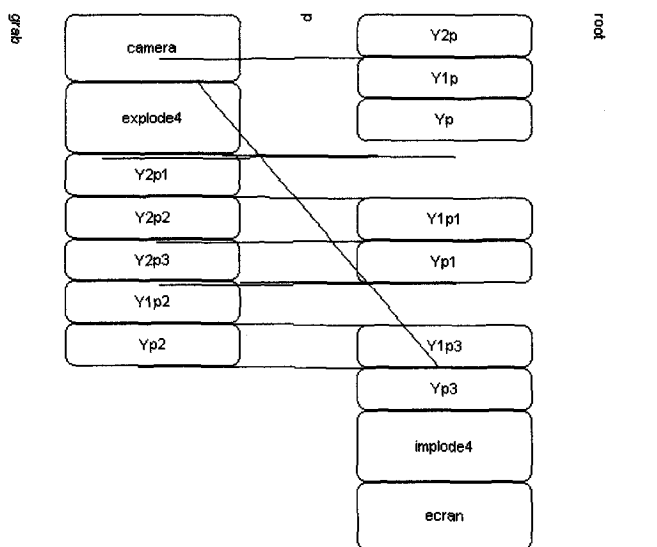 grab
p
root
camera
explode4
Y2p1
Y2p2
Y2p3
Y1p2
Yp2
Y2p
Y1p
Yp
Y1p1
Yp1
Y1p3
Yp3
implode4
ecran